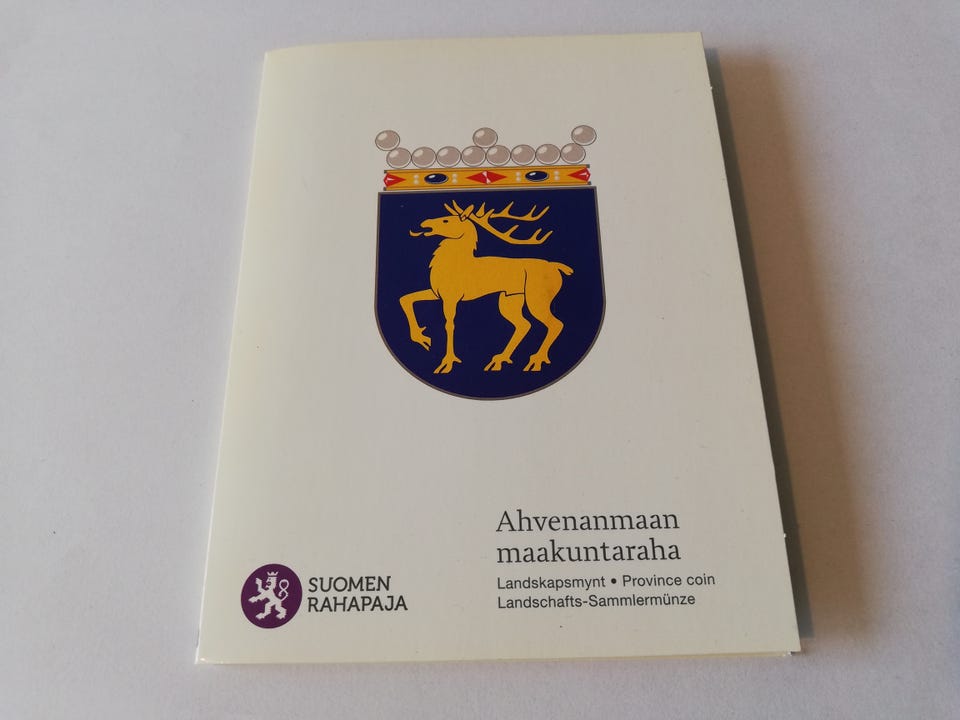 Ahvenanmaan
maakuntaraha
Landskapsmynt • Province coin
Landschafts-Sammlermünze
SUOMEN
RAHAPAJA